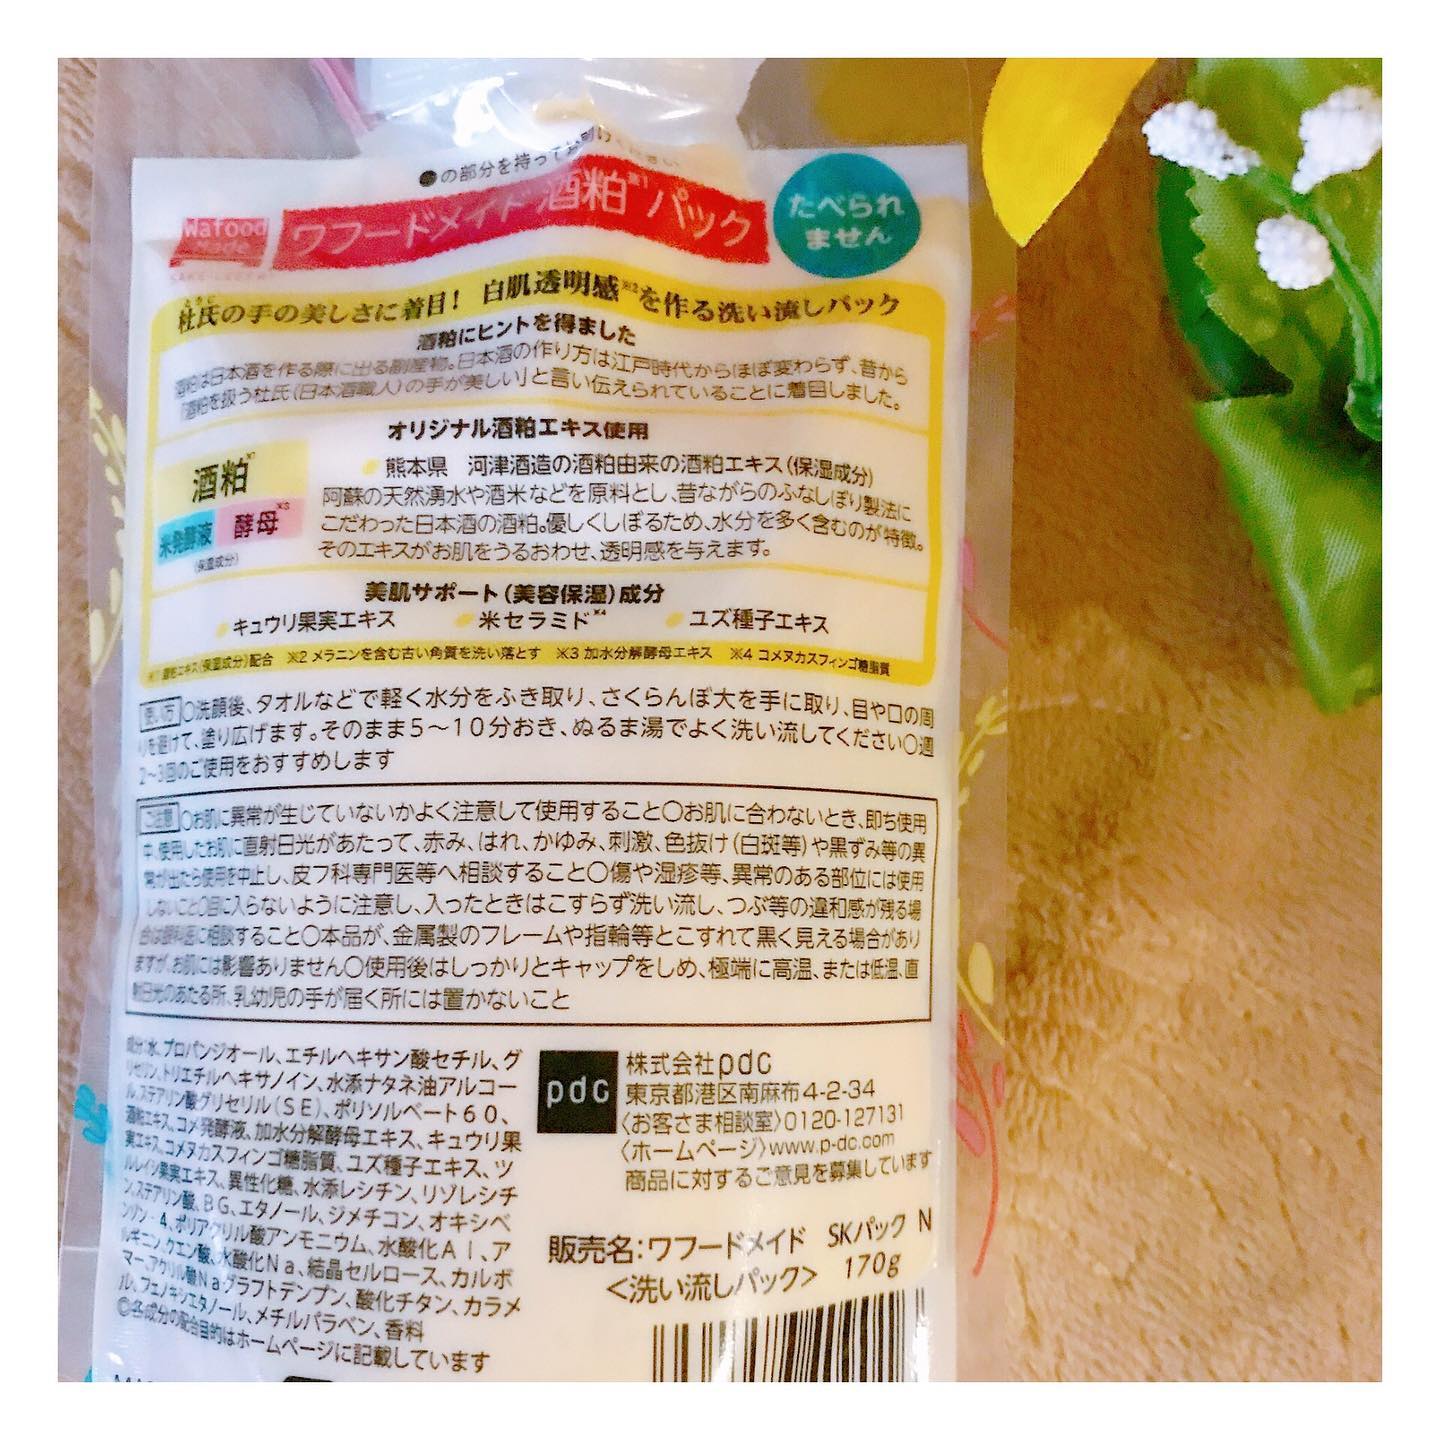 ●の部分を持って
Wafood
Made
ワフードメイド 酒粕※1パック
たべられ
ません
とうじ
杜氏の手の美しさに着目! 白肌透明感※2を作る洗い流しパック
酒粕にヒントを得ました
酒粕は日本酒を作る際に出る副産物。日本酒の作り方は江戸時代からほぼ変わらず、昔から
「酒粕を扱う杜氏(日本酒職人)の手が美しい」と言い伝えられていることに着目しました。
オリジナル酒粕エキス使用
酒粕※1
米発酵液
酵母※3
(保湿成分)
熊本県 河津酒造の酒粕由来の酒粕エキス(保湿成分)
阿蘇の天然湧水や酒米などを原料とし、昔ながらのふなしぼり製法に
こだわった日本酒の酒粕。優しくしぼるため、水分を多く含むのが特徴。
そのエキスがお肌をうるおわせ、透明感を与えます。
美肌サポート(美容保湿)成分
キュウリ果実エキス 米セラミド※4 ユズ種子エキス
※1 酒粕エキス(保湿成分)配合 ※2 メラニンを含む古い角質を洗い落とす ※3 加水分解酵母エキス ※4 コメヌカスフィンゴ糖脂質
使い方 〇洗顔後、タオルなどで軽く水分をふき取り、さくらんぼ大を手に取り、目や口の周
りを避けて、塗り広げます。そのまま5〜10分おき、ぬるま湯でよく洗い流してください〇週
2〜3回のご使用をおすすめします
ご注意 〇お肌に異常が生じていないかよく注意して使用すること〇お肌に合わないとき、即ち使用
中、使用したお肌に直射日光があたって、赤み、はれ、かゆみ、刺激、色抜け(白斑等)や黒ずみ等の異
常が出たら使用を中止し、皮フ科専門医等へ相談すること〇傷や湿疹等、異常のある部位には使用
しないこと〇目に入らないように注意し、入ったときはこすらず洗い流し、つぶ等の違和感が残る場
合は眼科医に相談すること〇本品が、金属製のフレームや指輪等とこすれて黒く見える場合があり
ますが、お肌には影響ありません〇使用後はしっかりとキャップをしめ、極端に高温、または低温、直
射日光のあたる所、乳幼児の手が届く所には置かないこと
成分:水、プロパンジオール、エチルヘキサン酸セチル、グ
リセリン、トリエチルヘキサノイン、水添ナタネ油アルコー
ル、ステアリン酸グリセリル(SE)、ポリソルベート60、
酒粕エキス、コメ発酵液、加水分解酵母エキス、キュウリ果
実エキス、コメヌカスフィンゴ糖脂質、ユズ種子エキス、ツ
ルレイシ果実エキス、異性化糖、水添レシチン、リゾレシチ
ン、ステアリン酸、BG、エタノール、ジメチコン、オキシベ
ンゾン-4、ポリアクリル酸アンモニウム、水酸化Al、ア
ルギニン、クエン酸、水酸化Na、結晶セルロース、カルボ
マー、アクリル酸Naグラフトデンプン、酸化チタン、カラメ
ル、フェノキシエタノール、メチルパラベン、香料
◎各成分の配合目的はホームページに記載しています
pdc
株式会社pdc
東京都港区南麻布4-2-34
〈お客さま相談室〉0120-127131
〈ホームページ〉www.p-dc.com
商品に対するご意見を募集しています
販売名:ワフードメイド SKパック N
<洗い流しパック> 170g